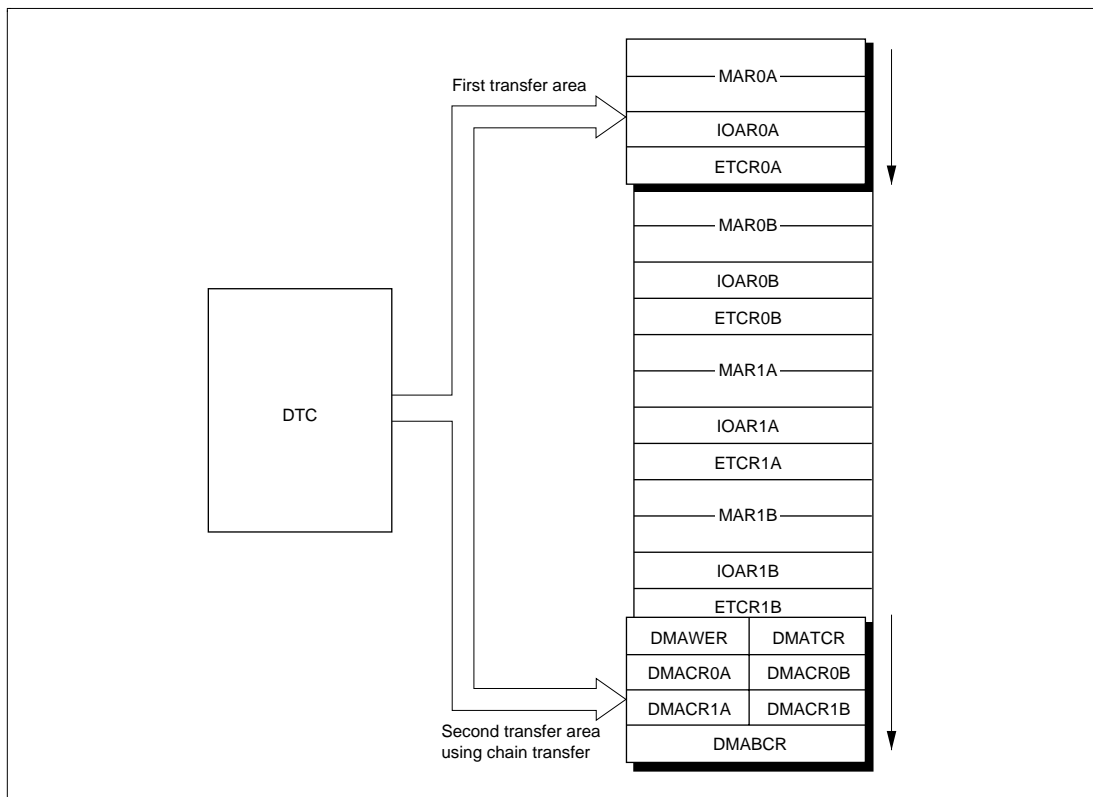 First transfer area
MAR0A
IOAR0A
ETCR0A
MAR0B
IOAR0B
ETCR0B
DTC
MAR1A
IOAR1A
ETCR1A
MAR1B
IOAR1B
ETCR1B
DMAWER DMATCR
DMACR0A DMACR0B
DMACR1A DMACR1B
DMABCR
Second transfer area
using chain transfer